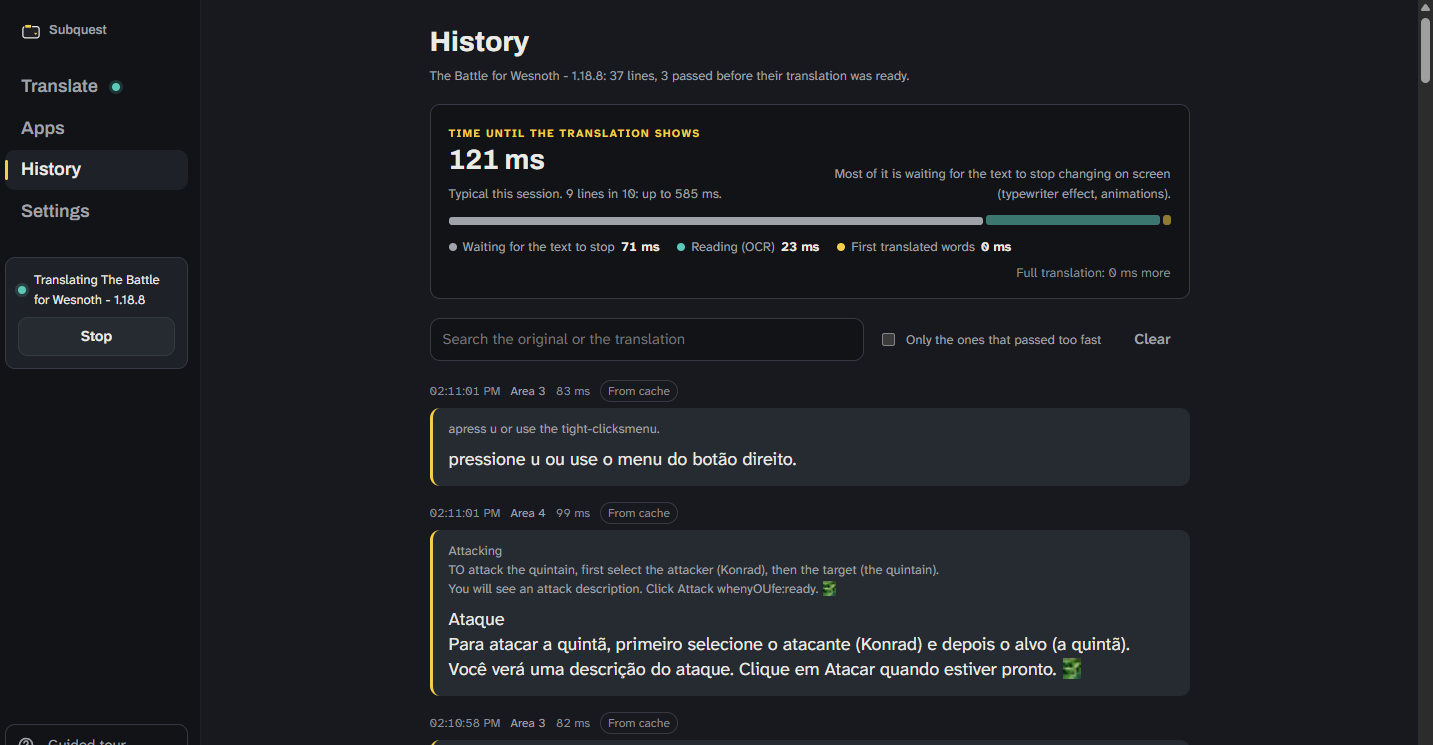 Subquest
Translate
Apps
History
Settings
Translating The Battle
for Wesnoth - 1.18.8
Stop
Guided tour
History
The Battle for Wesnoth - 1.18.8: 37 lines, 3 passed before their translation was ready.
TIME UNTIL THE TRANSLATION SHOWS
121 ms
Typical this session. 9 lines in 10: up to 585 ms.
Most of it is waiting for the text to stop changing on screen
(typewriter effect, animations).
Waiting for the text to stop 71 ms Reading (OCR) 23 ms First translated words 0 ms
Full translation: 0 ms more
Search the original or the translation
Only the ones that passed too fast
Clear
02:11:01 PM Area 3 83 ms From cache
apress u or use the tight-clicksmenu.
pressione u ou use o menu do botão direito.
02:11:01 PM Area 4 99 ms From cache
Attacking
TO attack the quintain, first select the attacker (Konrad), then the target (the quintain).
You will see an attack description. Click Attack whenyOUfe:ready.
Ataque
Para atacar a quintã, primeiro selecione o atacante (Konrad) e depois o alvo (a quintã).
Você verá uma descrição do ataque. Clique em Atacar quando estiver pronto.
02:10:58 PM Area 3 82 ms From cache